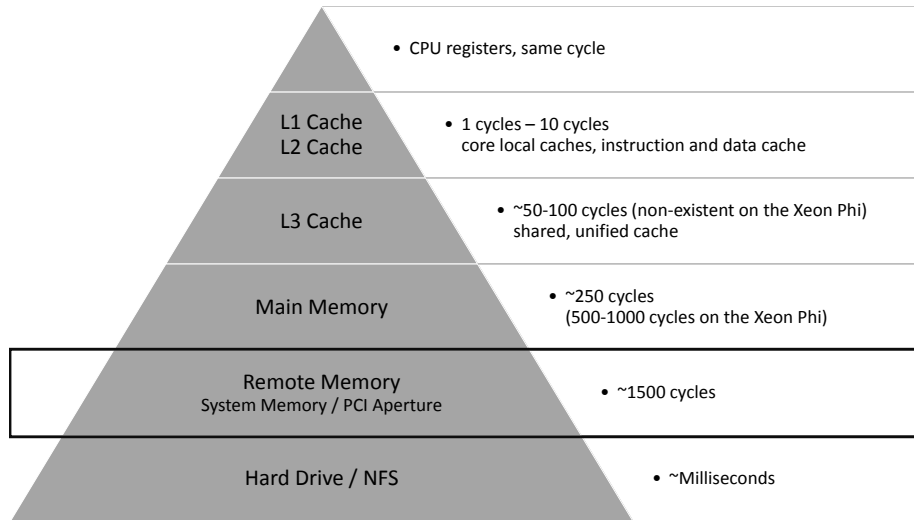 • CPU registers, same cycle
L1 Cache
L2 Cache
• 1 cycles – 10 cycles
core local caches, instruction and data cache
L3 Cache
• ~50-100 cycles (non-existent on the Xeon Phi)
shared, unified cache
Main Memory
• ~250 cycles
(500-1000 cycles on the Xeon Phi)
Remote Memory
System Memory / PCI Aperture
• ~1500 cycles
Hard Drive / NFS
• ~Milliseconds